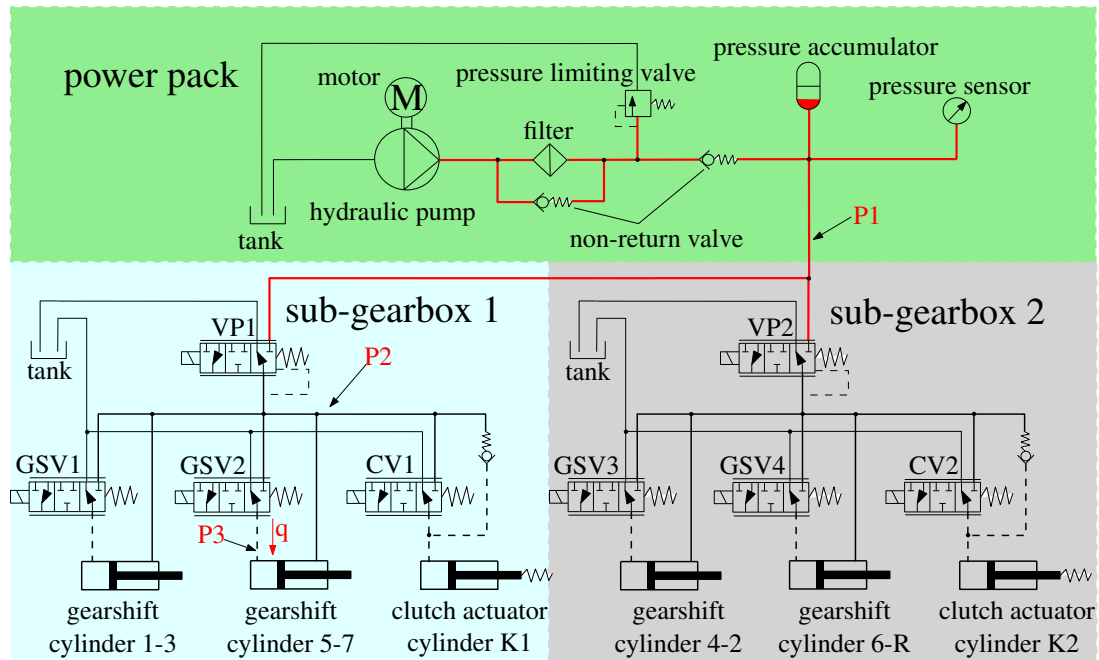 pressure accumulator
power pack
motor
pressure limiting valve
pressure sensor
M
filter
hydraulic pump
tank
non-return valve
P1
sub-gearbox 1
sub-gearbox 2
VP1
VP2
tank
P2
tank
GSV1
GSV2
CV1
GSV3
GSV4
CV2
P3
q
gearshift
cylinder 1-3
gearshift
cylinder 5-7
clutch actuator
cylinder K1
gearshift
cylinder 4-2
gearshift
cylinder 6-R
clutch actuator
cylinder K2